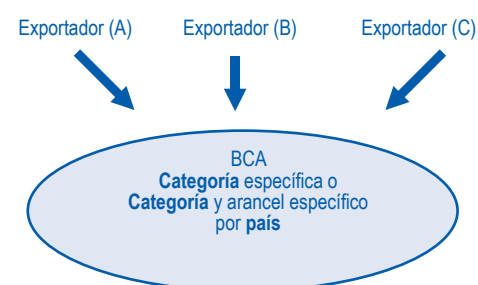 Exportador (A) Exportador (B) Exportador (C)
BCA
Categoría específica o
Categoría y arancel específico
por país